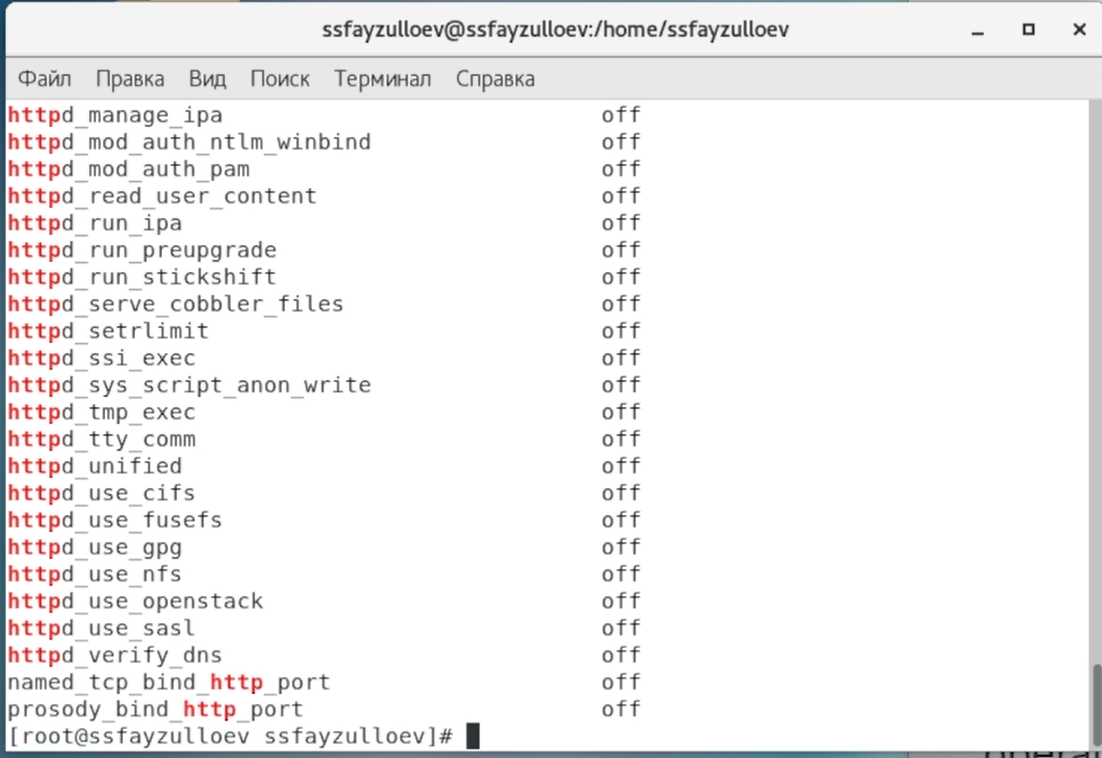 ssfayzulloev@ssfayzulloev:/home/ssfayzulloev
Файл Правка Вид Поиск Терминал Справка
httpd_manage_ipa off
httpd_mod_auth_ntlm_winbind off
httpd_mod_auth_pam off
httpd_read_user_content off
httpd_run_ipa off
httpd_run_preupgrade off
httpd_run_stickshift off
httpd_serve_cobbler_files off
httpd_setrlimit off
httpd_ssi_exec off
httpd_sys_script_anon_write off
httpd_tmp_exec off
httpd_tty_comm off
httpd_unified off
httpd_use_cifs off
httpd_use_fusefs off
httpd_use_gpg off
httpd_use_nfs off
httpd_use_openstack off
httpd_use_sasl off
httpd_verify_dns off
named_tcp_bind_http_port off
prosody_bind_http_port off
[root@ssfayzulloev ssfayzulloev]#